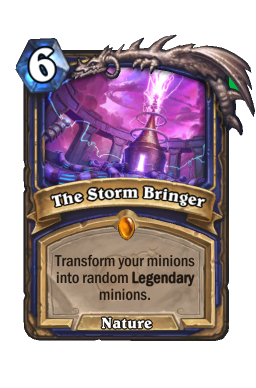 6
The Storm Bringer
Transform your minions
into random Legendary
minions.
Nature